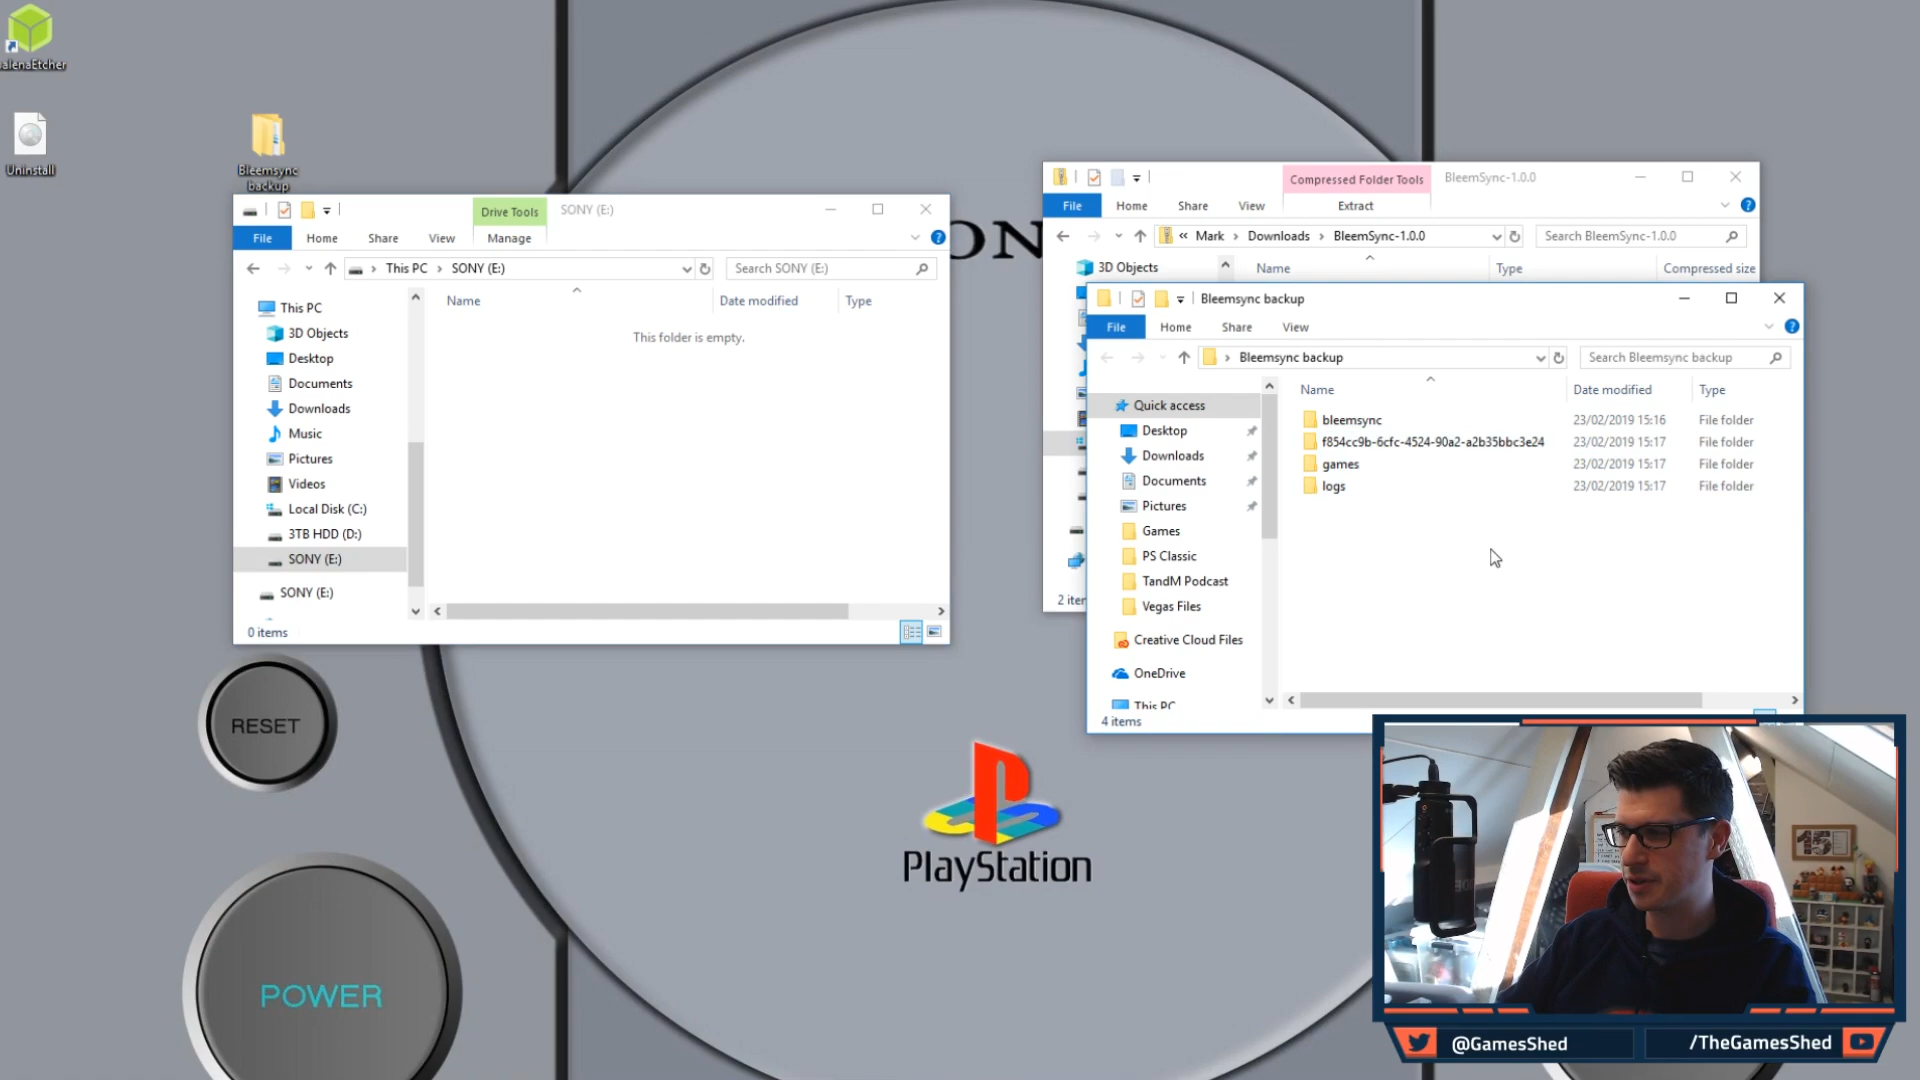 alenaEtcher
Uninstall
Bleemsync
backup
Drive Tools
SONY (E:)
File
Home
Share
View
Manage
This PC
SONY (E:)
Search SONY (E:)
This PC
3D Objects
Desktop
Documents
Downloads
Music
Pictures
Videos
Local Disk (C:)
3TB HDD (D:)
SONY (E:)
SONY (E:)
Name
Date modified
Type
This folder is empty.
0 items
ON
Compressed Folder Tools
BleemSync-1.0.0
File
Home
Share
View
Extract
« Mark
Downloads
BleemSync-1.0.0
Search BleemSync-1.0.0
3D Objects
Name
Type
Compressed size
2 iter
Bleemsync backup
File
Home
Share
View
Bleemsync backup
Search Bleemsync backup
Quick access
Desktop
Downloads
Documents
Pictures
Games
PS Classic
TandM Podcast
Vegas Files
Creative Cloud Files
OneDrive
This PC
Name
Date modified
Type
bleemsync 23/02/2019 15:16 File folder
f854cc9b-6cfc-4524-90a2-a2b35bbc3e24 23/02/2019 15:17 File folder
games 23/02/2019 15:17 File folder
logs 23/02/2019 15:17 File folder
4 items
RESET
POWER
PlayStation
@GamesShed
/TheGamesShed